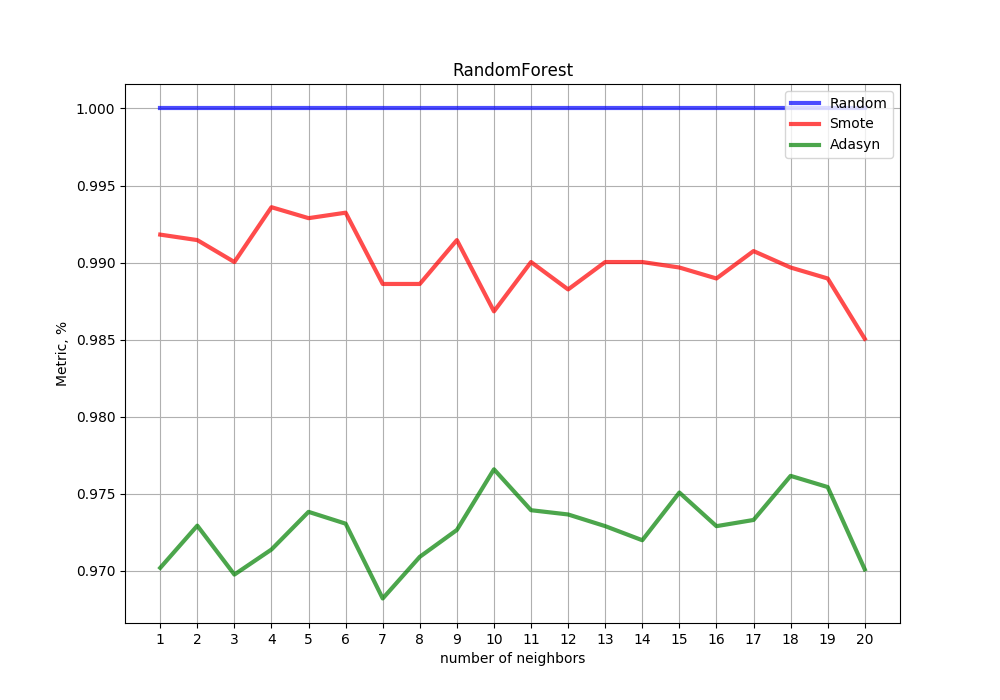 RandomForest
Random
Smote
Adasyn
1.000
0.995
0.990
0.985
0.980
0.975
0.970
Metric, %
1 2 3 4 5 6 7 8 9 10 11 12 13 14 15 16 17 18 19 20
number of neighbors